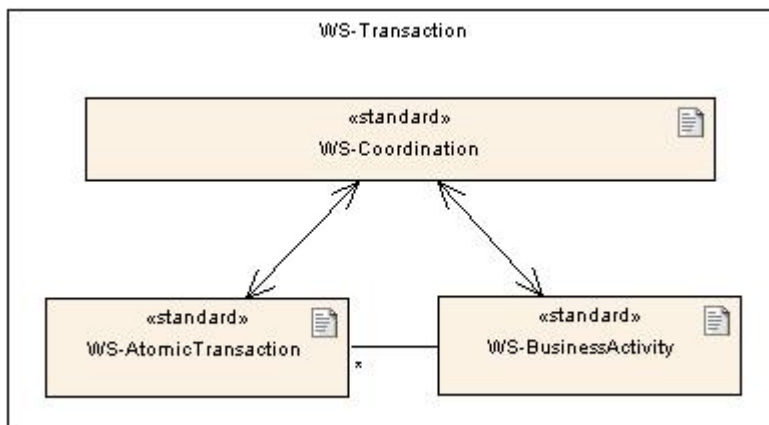 WS-Transaction
«standard»
WS-Coordination
«standard»
WS-AtomicTransaction
«standard»
WS-BusinessActivity
*